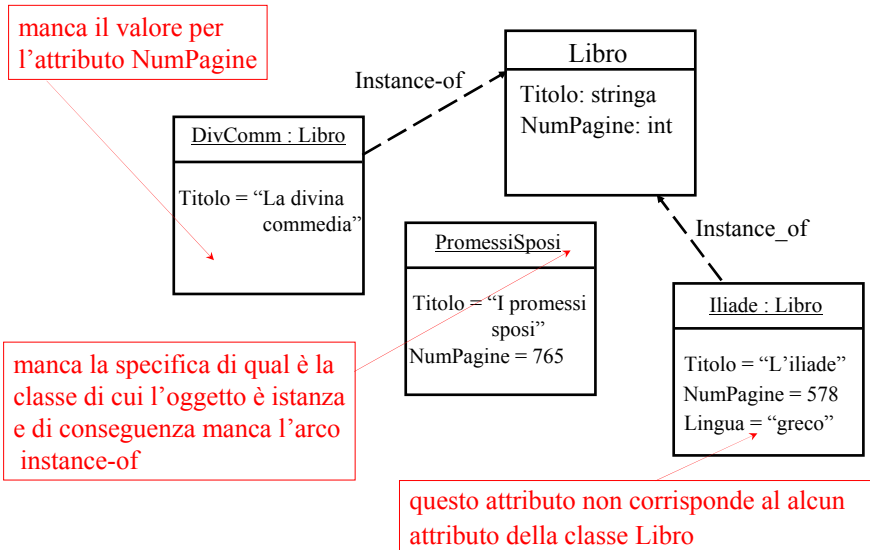 manca il valore per
l’attributo NumPagine
Instance-of
Libro
Titolo: stringa
NumPagine: int
DivComm : Libro
Titolo = “La divina
commedia”
PromessiSposi
Titolo = “I promessi
sposi”
NumPagine = 765
Instance_of
Iliade : Libro
Titolo = “L’iliade”
NumPagine = 578
Lingua = “greco”
manca la specifica di qual è la
classe di cui l’oggetto è istanza
e di conseguenza manca l’arco
instance-of
questo attributo non corrisponde al alcun
attributo della classe Libro